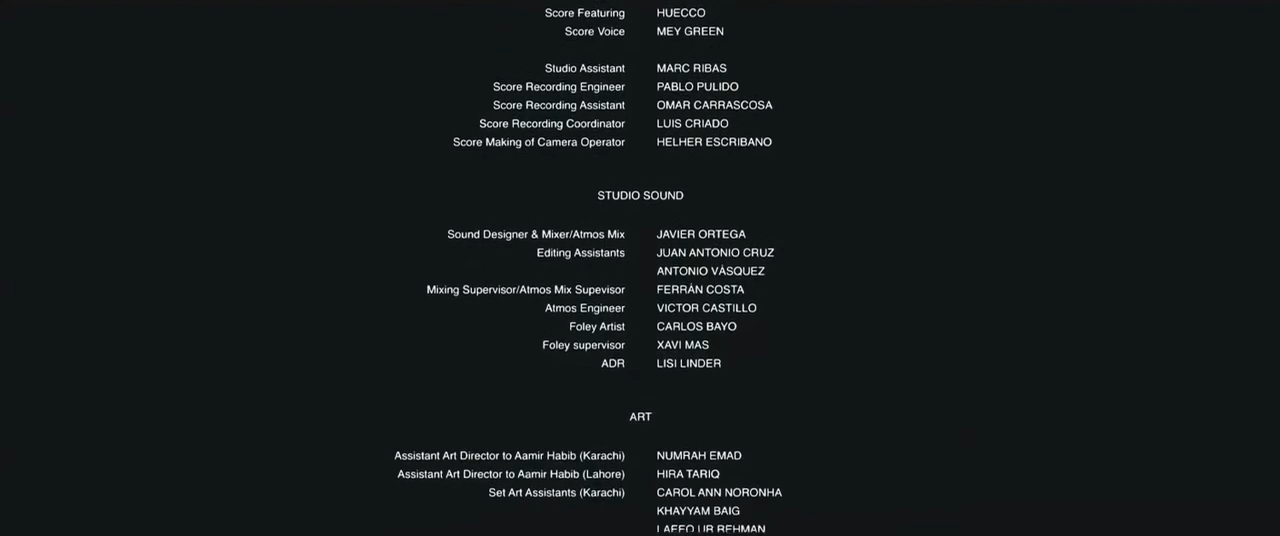 Score Featuring HUECCO
Score Voice MEY GREEN
Studio Assistant MARC RIBAS
Score Recording Engineer PABLO PULIDO
Score Recording Assistant OMAR CARRASCOSA
Score Recording Coordinator LUIS CRIADO
Score Making of Camera Operator HELHER ESCRIBANO
STUDIO SOUND
Sound Designer & Mixer/Atmos Mix JAVIER ORTEGA
Editing Assistants JUAN ANTONIO CRUZ
ANTONIO VÁSQUEZ
Mixing Supervisor/Atmos Mix Supevisor FERRÁN COSTA
Atmos Engineer VICTOR CASTILLO
Foley Artist CARLOS BAYO
Foley supervisor XAVI MAS
ADR LISI LINDER
ART
Assistant Art Director to Aamir Habib (Karachi) NUMRAH EMAD
Assistant Art Director to Aamir Habib (Lahore) HIRA TARIQ
Set Art Assistants (Karachi) CAROL ANN NORONHA
KHAYYAM BAIG
UR REHMAN